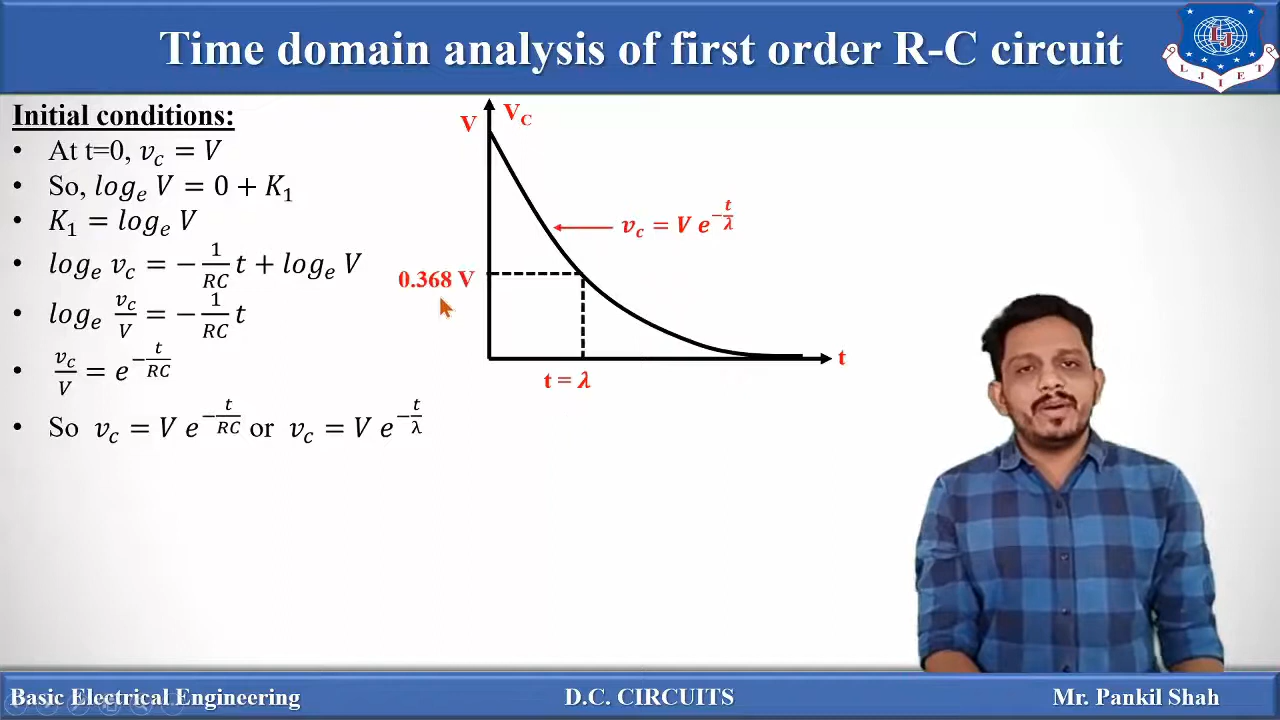 Time domain analysis of first order R-C circuit
LJIET
Initial conditions:
• At t=0, v_c = V
• So, log_e V = 0 + K_1
• K_1 = log_e V
• log_e v_c = −1/RC t + log_e V
• log_e v_c/V = −1/RC t
• v_c/V = e^(−t/RC)
• So v_c = V e^(−t/RC) or v_c = V e^(−t/λ)
V
V_C
v_c = V e^(−t/λ)
0.368 V
t
t = λ
Basic Electrical Engineering
D.C. CIRCUITS
Mr. Pankil Shah